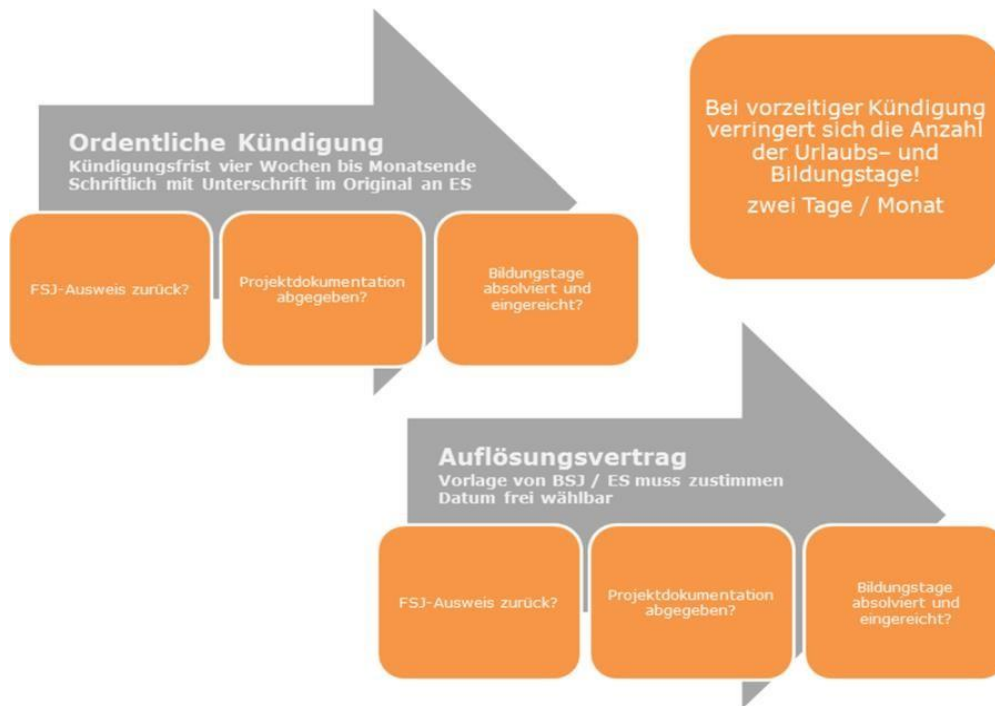 Ordentliche Kündigung
Kündigungsfrist vier Wochen bis Monatsende
Schriftlich mit Unterschrift im Original an ES
FSJ-Ausweis zurück?
Projektdokumentation
abgegeben?
Bildungstage
absolviert und
eingereicht?
Bei vorzeitiger Kündigung
verringert sich die Anzahl
der Urlaubs– und
Bildungstage!
zwei Tage / Monat
Auflösungsvertrag
Vorlage von BSJ / ES muss zustimmen
Datum frei wählbar
FSJ-Ausweis zurück?
Projektdokumentation
abgegeben?
Bildungstage
absolviert und
eingereicht?